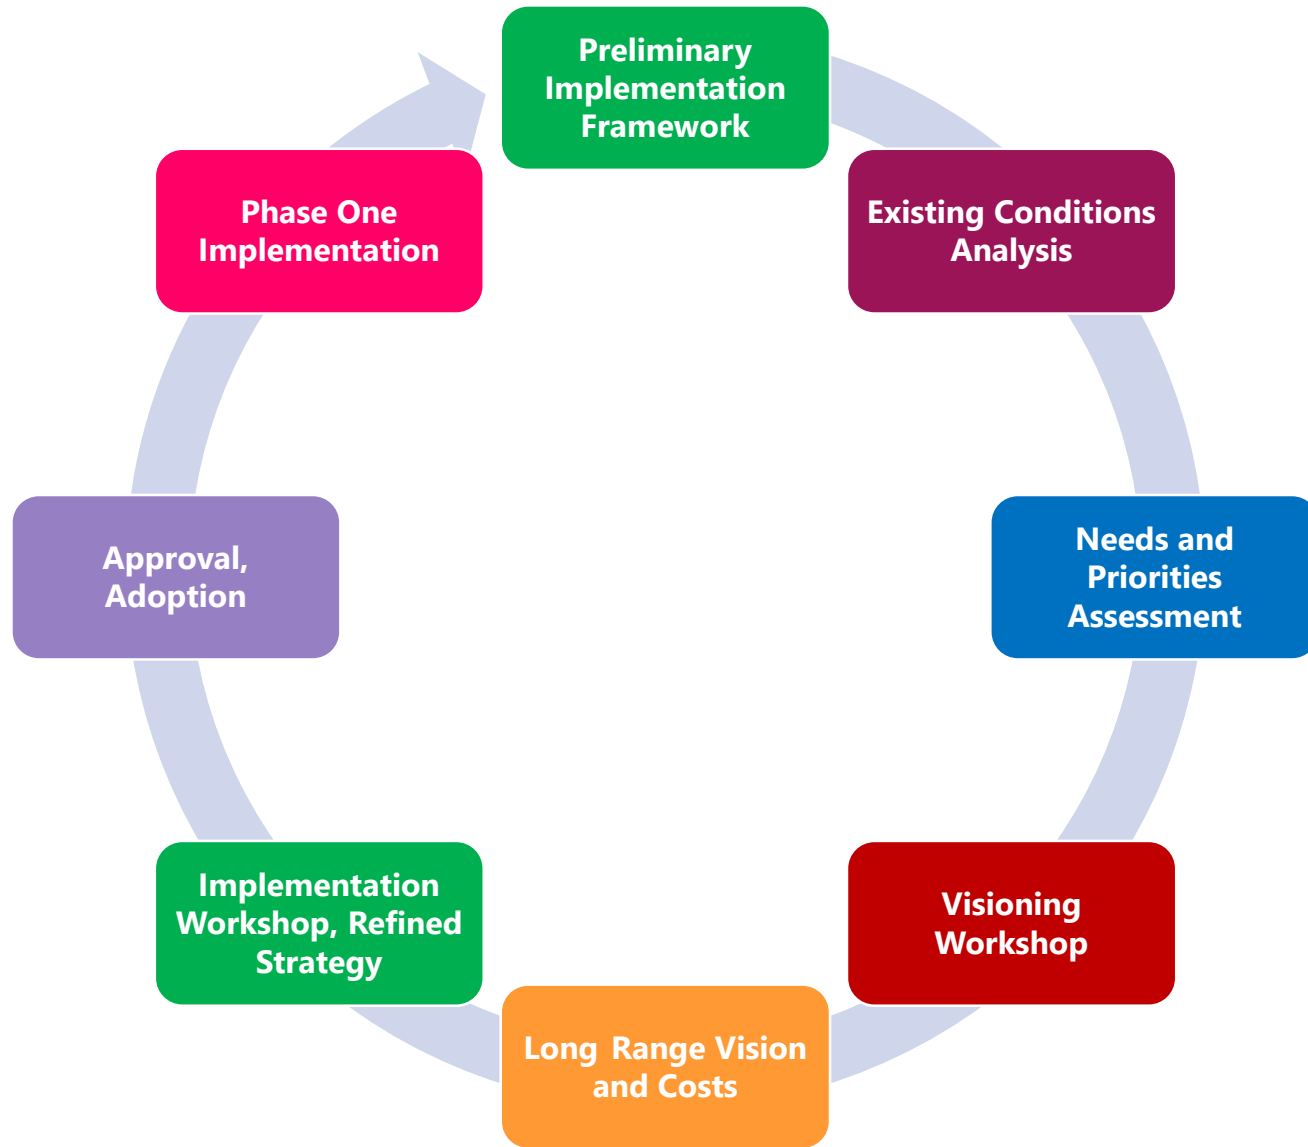 Preliminary
Implementation
Framework
Existing Conditions
Analysis
Needs and
Priorities
Assessment
Visioning
Workshop
Long Range Vision
and Costs
Implementation
Workshop, Refined
Strategy
Approval,
Adoption
Phase One
Implementation